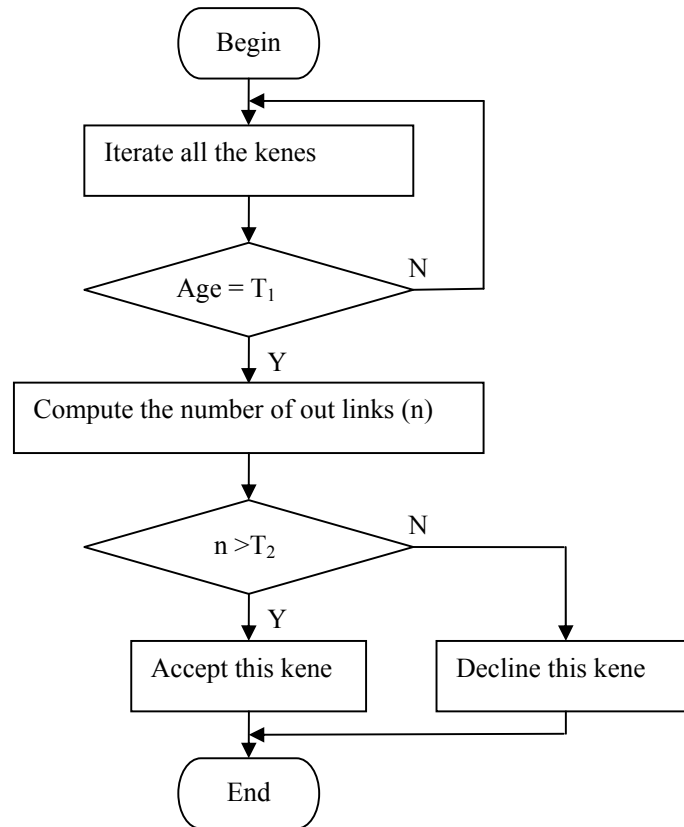 Begin
Iterate all the kenes
Age = T₁
N
Y
Compute the number of out links (n)
n >T₂
N
Y
Accept this kene
Decline this kene
End